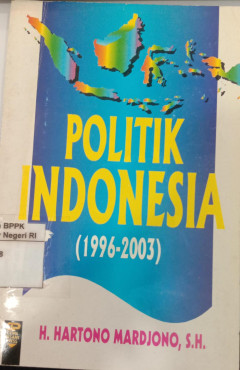 POLITIK
INDONESIA
(1996-2003)
BPPK
Negeri RI
H. HARTONO MARDJONO, S.H.